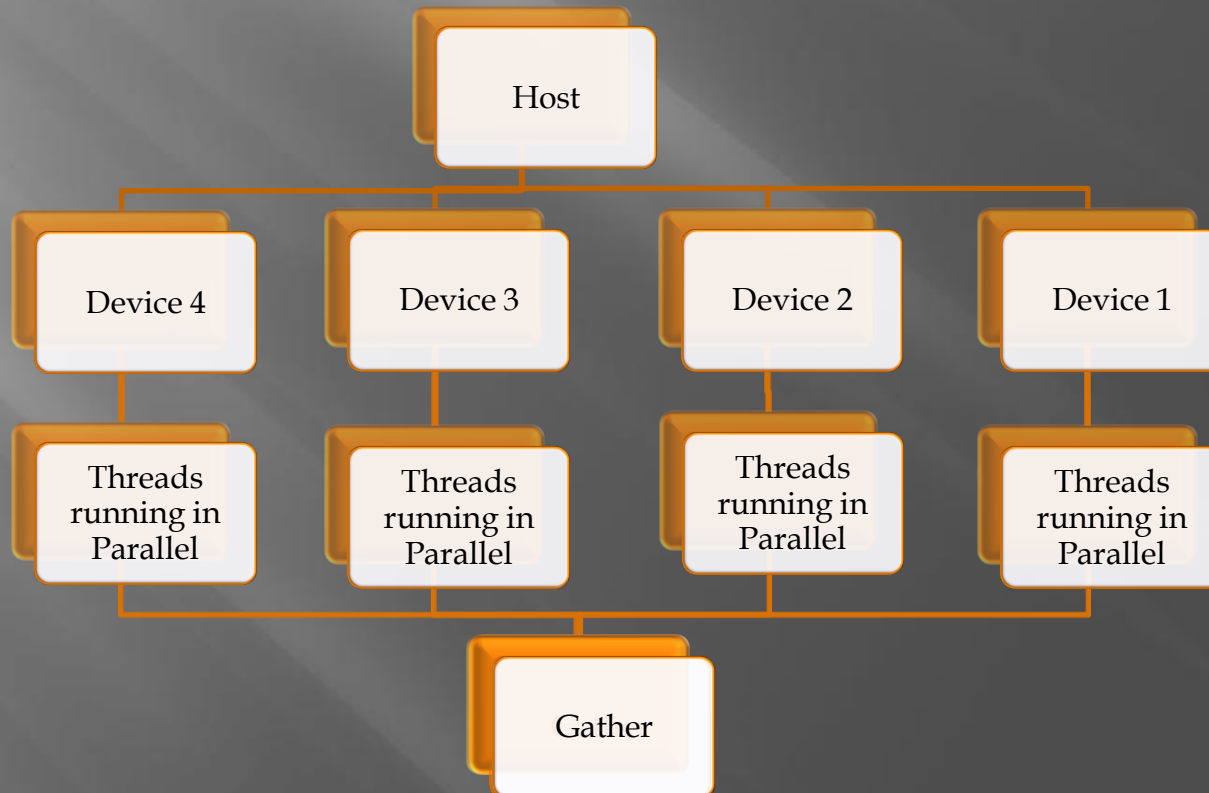 Host
Device 4
Device 3
Device 2
Device 1
Threads
running in
Parallel
Threads
running in
Parallel
Threads
running in
Parallel
Threads
running in
Parallel
Gather